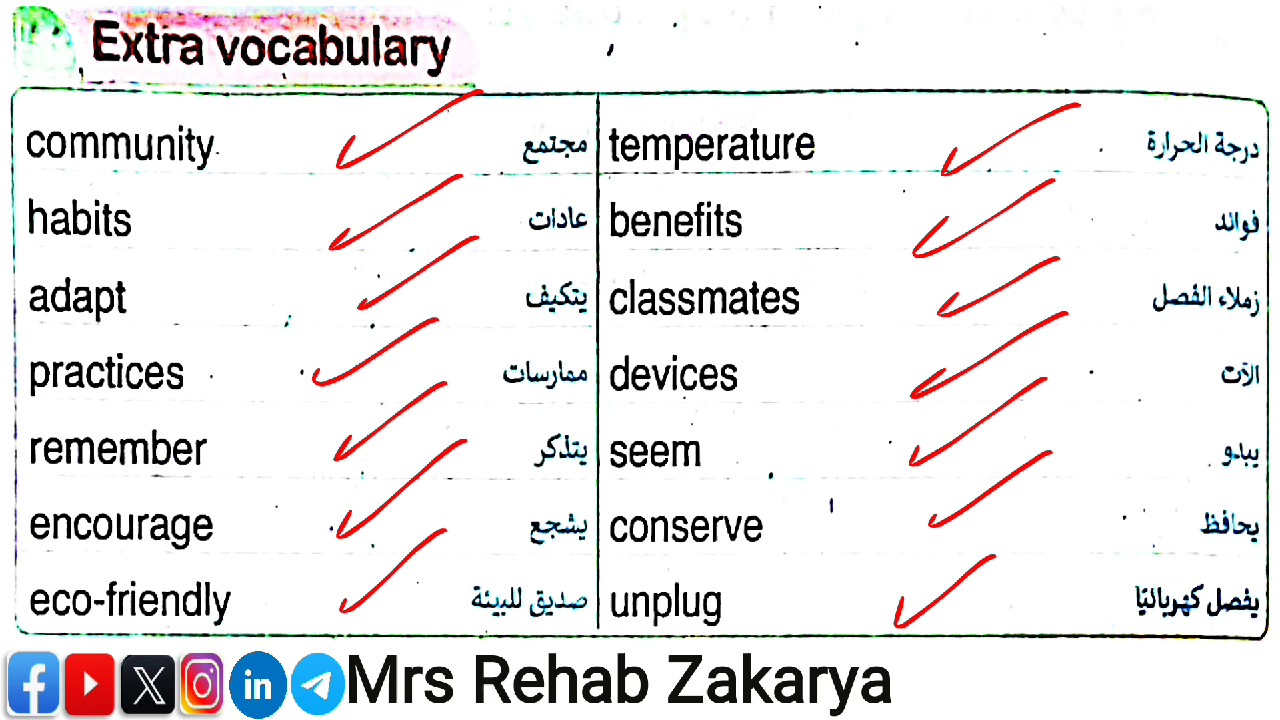 Extra vocabulary
community مجتمع temperature درجة الحرارة
habits عادات benefits فوائد
adapt يتكيف classmates زملاء الفصل
practices ممارسات devices الآت
remember يتذكر seem يبدو
encourage يشجع conserve يحافظ
eco-friendly صديق للبيئة unplug يفصل كهربائيًا
Mrs Rehab Zakarya